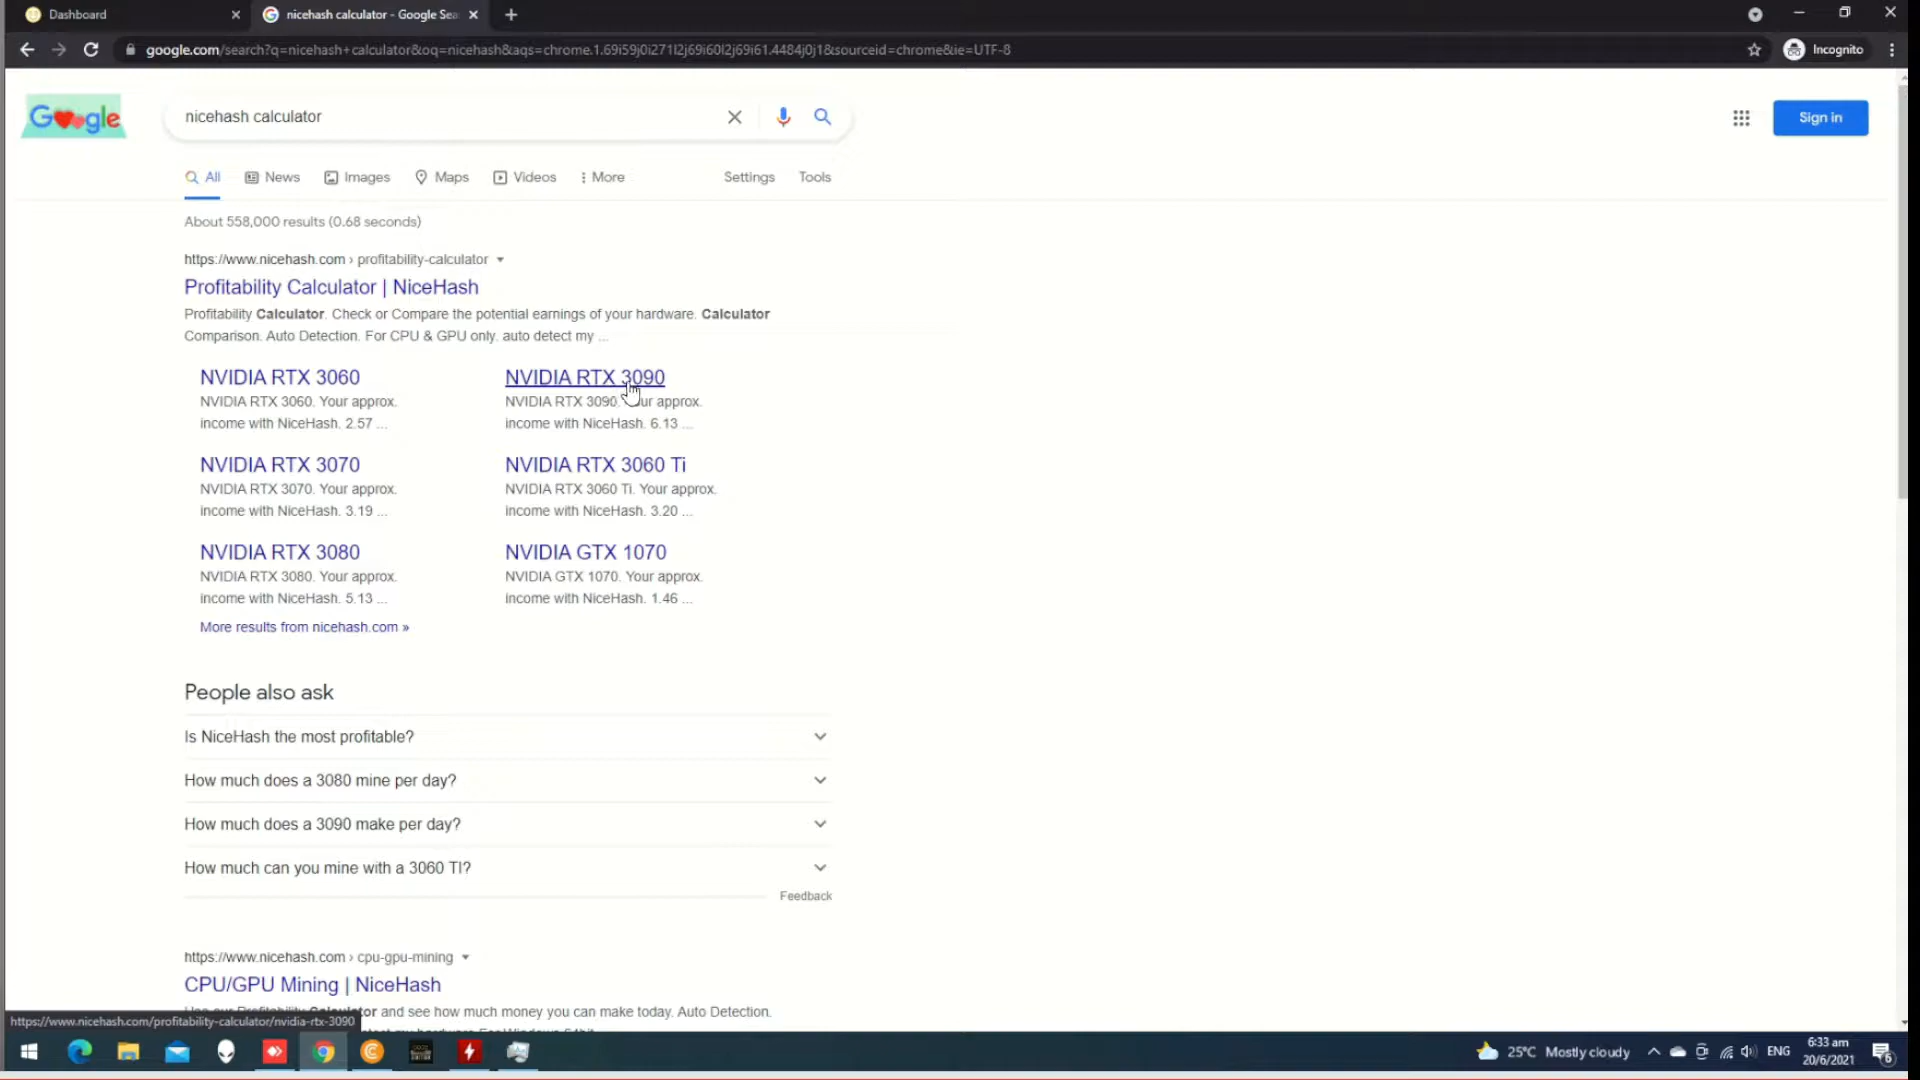 Dashboard
nicehash calculator - Google Sea
google.com/search?q=nicehash+calculator&oq=nicehash&aqs=chrome.1.69i59j0i271l2j69i60l2j69i61.4484j0j1&sourceid=chrome&ie=UTF-8
Incognito
Google
nicehash calculator
Sign in
All
News
Images
Maps
Videos
More
Settings
Tools
About 558,000 results (0.68 seconds)
https://www.nicehash.com › profitability-calculator
Profitability Calculator | NiceHash
Profitability Calculator. Check or Compare the potential earnings of your hardware. Calculator
Comparison. Auto Detection. For CPU & GPU only. auto detect my ...
NVIDIA RTX 3060
NVIDIA RTX 3060. Your approx.
income with NiceHash. 2.57 ...
NVIDIA RTX 3090
NVIDIA RTX 3090. ur approx.
income with NiceHash. 6.13 ...
NVIDIA RTX 3070
NVIDIA RTX 3070. Your approx.
income with NiceHash. 3.19 ...
NVIDIA RTX 3060 Ti
NVIDIA RTX 3060 Ti. Your approx.
income with NiceHash. 3.20 ...
NVIDIA RTX 3080
NVIDIA RTX 3080. Your approx.
income with NiceHash. 5.13 ...
NVIDIA GTX 1070
NVIDIA GTX 1070. Your approx.
income with NiceHash. 1.46 ...
More results from nicehash.com »
People also ask
Is NiceHash the most profitable?
How much does a 3080 mine per day?
How much does a 3090 make per day?
How much can you mine with a 3060 TI?
Feedback
https://www.nicehash.com › cpu-gpu-mining
CPU/GPU Mining | NiceHash
and see how much money you can make today. Auto Detection.
https://www.nicehash.com/profitability-calculator/nvidia-rtx-3090
25°C Mostly cloudy
ENG
6:33 am
20/6/2021
6